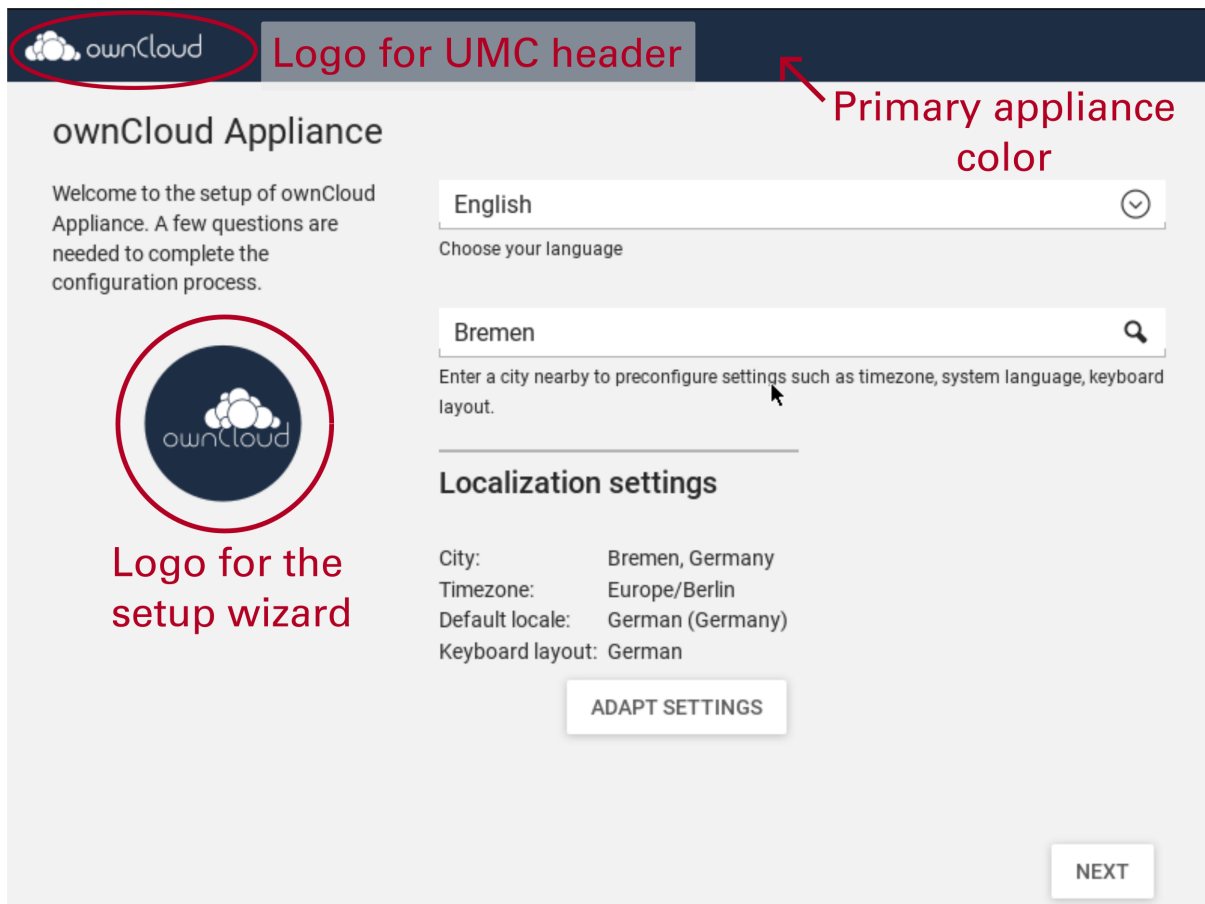 ownCloud
Logo for UMC header
Primary appliance
color
ownCloud Appliance
Welcome to the setup of ownCloud
Appliance. A few questions are
needed to complete the
configuration process.
ownCloud
Logo for the
setup wizard
English
Choose your language
Bremen
Enter a city nearby to preconfigure settings such as timezone, system language, keyboard
layout.
Localization settings
City: Bremen, Germany
Timezone: Europe/Berlin
Default locale: German (Germany)
Keyboard layout: German
ADAPT SETTINGS
NEXT